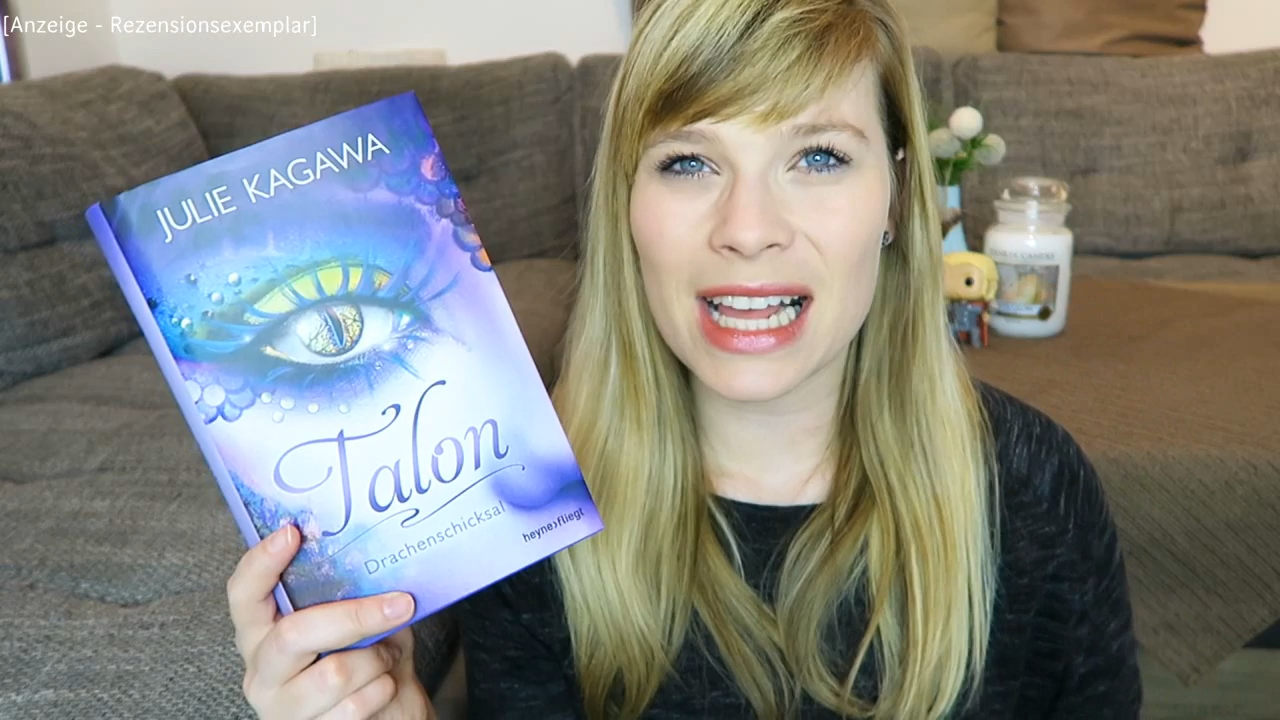 [Anzeige - Rezensionsexemplar]
JULIE KAGAWA
Talon
Drachenschicksal
heyne>fliegt